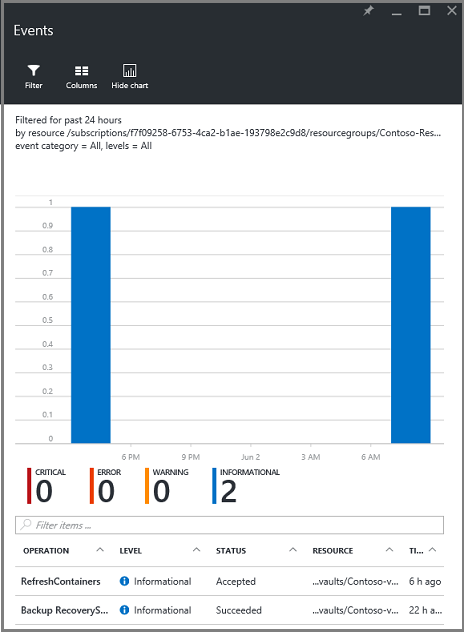 Events
Filter Columns Hide chart
Filtered for past 24 hours
by resource /subscriptions/f7f09258-6753-4ca2-b1ae-193798e2c9d8/resourcegroups/Contoso-Res...
event category = All, levels = All
1
0.9
0.8
0.7
0.6
0.5
0.4
0.3
0.2
0.1
0
6 PM 9 PM Jun 2 3 AM 6 AM
CRITICAL ERROR WARNING INFORMATIONAL
0 0 0 2
Filter items ...
OPERATION LEVEL STATUS RESOURCE TI...
RefreshContainers Informational Accepted ...vaults/Contoso-v... 6 h ago
Backup RecoveryS... Informational Succeeded ...vaults/Contoso-v... 22 h a...